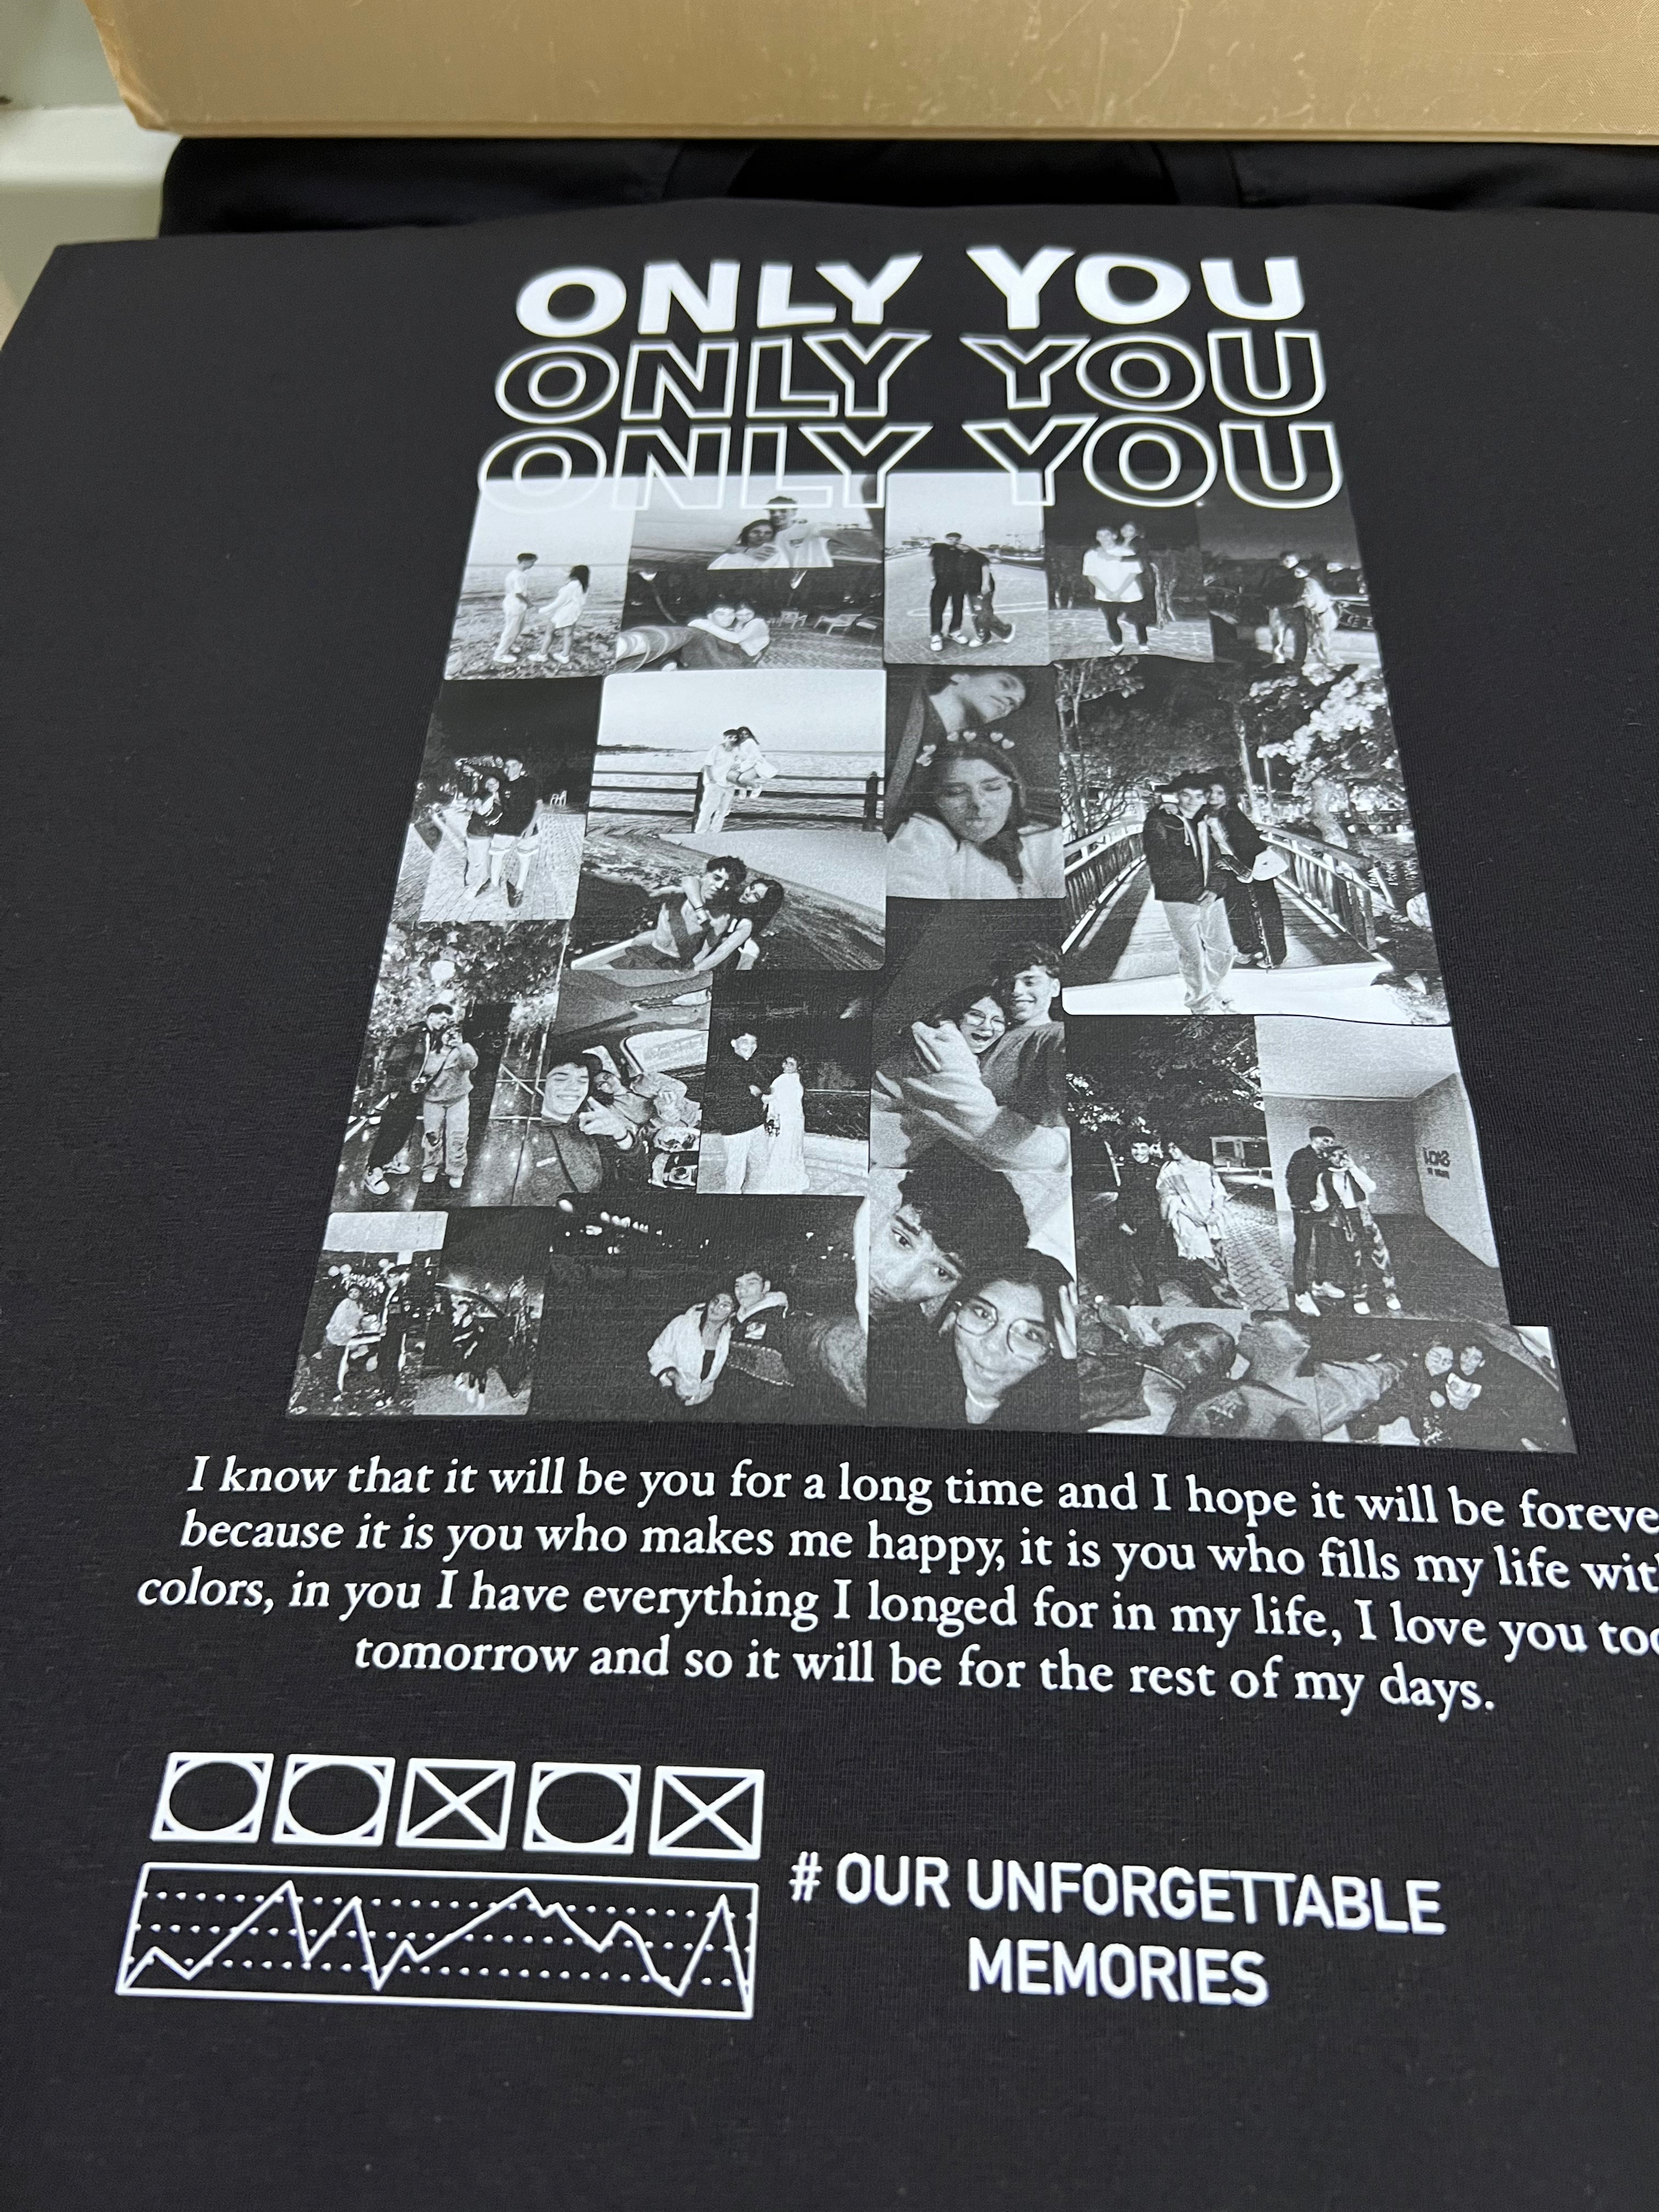 ONLY YOU
ONLY YOU
ONLY YOU
I know that it will be you for a long time and I hope it will be foreve
because it is you who makes me happy, it is you who fills my life wit
colors, in you I have everything I longed for in my life, I love you too
tomorrow and so it will be for the rest of my days.
# OUR UNFORGETTABLE
MEMORIES